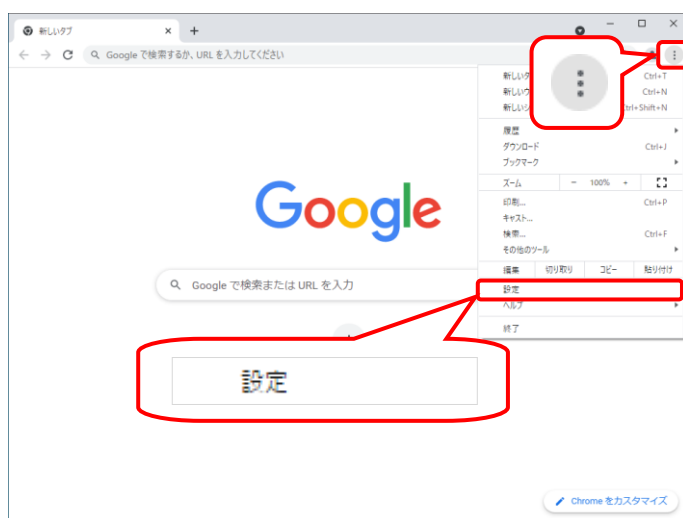 新しいタブ
Google で検索するか、URL を入力してください
新しいタ Ctrl+T
新しいウ Ctrl+N
新しいシ Ctrl+Shift+N
履歴
ダウンロード Ctrl+J
ブックマーク
ズーム − 100% +
印刷... Ctrl+P
キャスト...
検索... Ctrl+F
その他のツール
編集 切り取り コピー 貼り付け
設定
ヘルプ
終了
Google
Google で検索または URL を入力
設定
Chrome をカスタマイズ